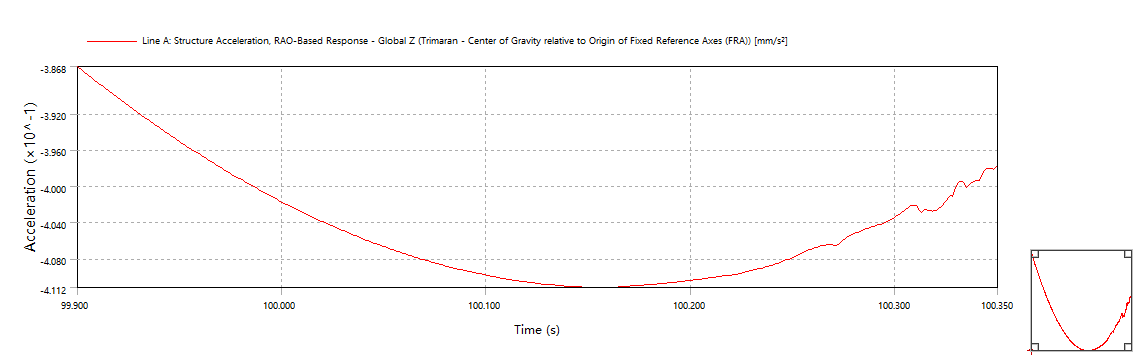 Line A: Structure Acceleration, RAO-Based Response - Global Z (Trimaran - Center of Gravity relative to Origin of Fixed Reference Axes (FRA)) [mm/s²]
Acceleration (×10^-1)
-3.868
-3.920
-3.960
-4.000
-4.040
-4.080
-4.112
99.900 100.000 100.100 100.200 100.300 100.350
Time (s)